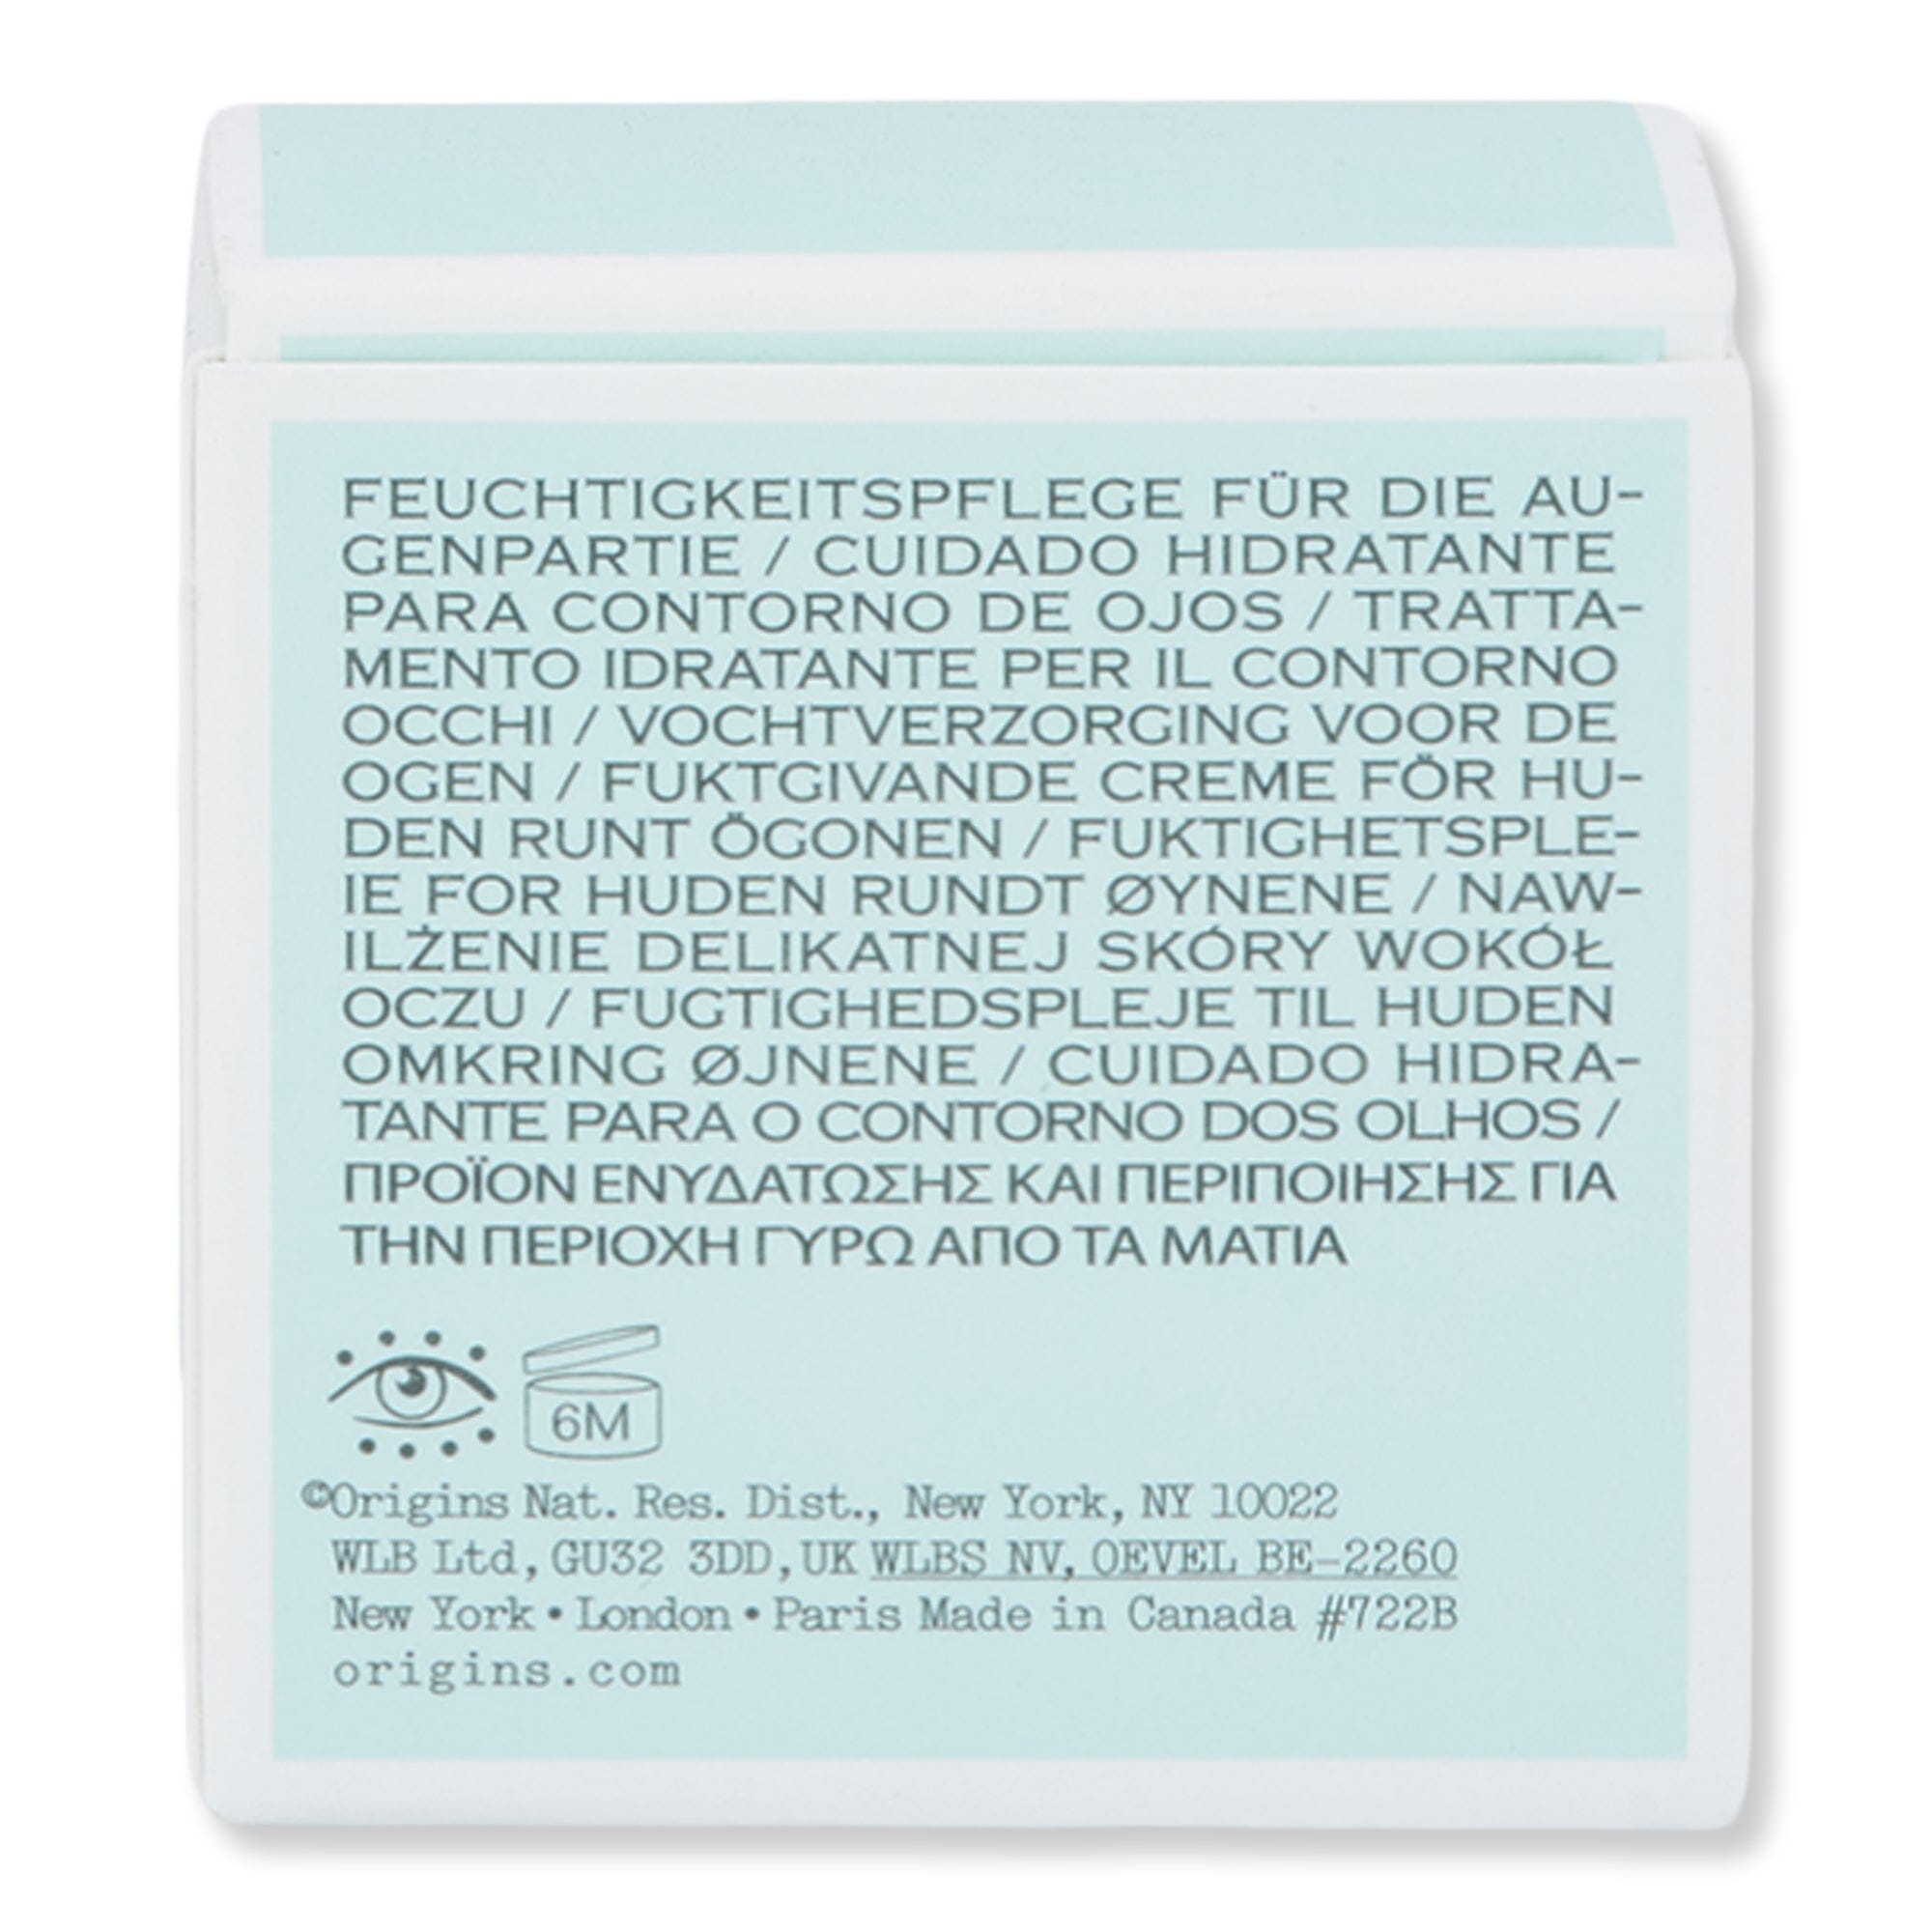 FEUCHTIGKEITSPFLEGE FÜR DIE AU-
GENPARTIE / CUIDADO HIDRATANTE
PARA CONTORNO DE OJOS / TRATTA-
MENTO IDRATANTE PER IL CONTORNO
OCCHI / VOCHTVERZORGING VOOR DE
OGEN / FUKTGIVANDE CREME FÖR HU-
DEN RUNT ÖGONEN / FUKTIGHETSPLE-
IE FOR HUDEN RUNDT ØYNENE / NAW-
ILŻENIE DELIKATNEJ SKÓRY WOKÓŁ
OCZU / FUGTIGHEDSPLEJE TIL HUDEN
OMKRING ØJNENE / CUIDADO HIDRA-
TANTE PARA O CONTORNO DOS OLHOS /
ΠΡΟΪΟΝ ΕΝΥΔΑΤΩΣΗΣ ΚΑΙ ΠΕΡΙΠΟΙΗΣΗΣ ΓΙΑ
ΤΗΝ ΠΕΡΙΟΧΗ ΓΥΡΩ ΑΠΟ ΤΑ ΜΑΤΙΑ
6M
©Origins Nat. Res. Dist., New York, NY 10022
WLB Ltd, GU32 3DD, UK WLBS NV, OEVEL BE-2260
New York • London • Paris Made in Canada #722B
origins.com